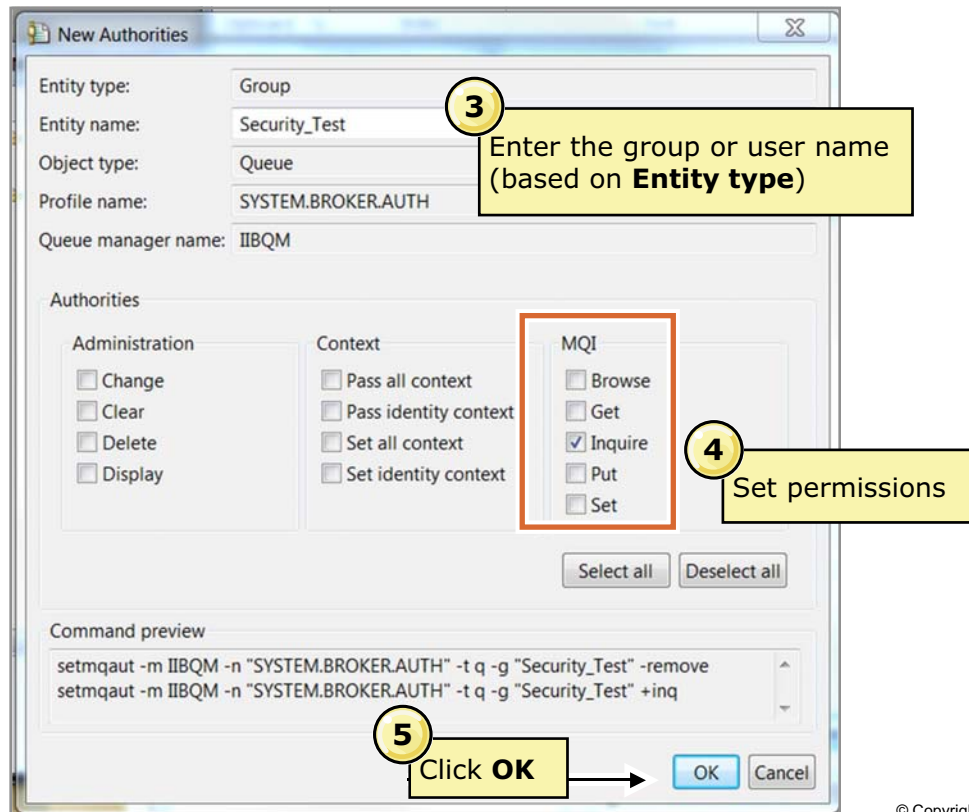 New Authorities
Entity type: Group
Entity name: Security_Test
3
Enter the group or user name
(based on Entity type)
Object type: Queue
Profile name: SYSTEM.BROKER.AUTH
Queue manager name: IIBQM
Authorities
Administration
Change
Clear
Delete
Display
Context
Pass all context
Pass identity context
Set all context
Set identity context
MQI
Browse
Get
Inquire
Put
Set
4
Set permissions
Select all Deselect all
Command preview
setmqaut -m IIBQM -n "SYSTEM.BROKER.AUTH" -t q -g "Security_Test" -remove
setmqaut -m IIBQM -n "SYSTEM.BROKER.AUTH" -t q -g "Security_Test" +inq
5
Click OK
OK Cancel